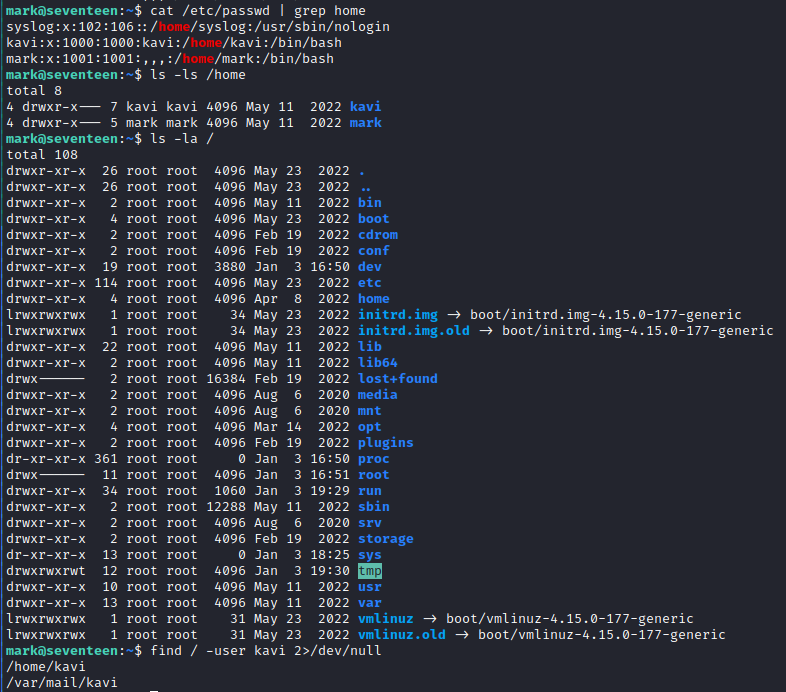 mark@seventeen:~$ cat /etc/passwd | grep home
syslog:x:102:106::/home/syslog:/usr/sbin/nologin
kavi:x:1000:1000:kavi:/home/kavi:/bin/bash
mark:x:1001:1001:,,,:/home/mark:/bin/bash
mark@seventeen:~$ ls -ls /home
total 8
4 drwxr-x--- 7 kavi kavi 4096 May 11  2022 kavi
4 drwxr-x--- 5 mark mark 4096 May 11  2022 mark
mark@seventeen:~$ ls -la /
total 108
drwxr-xr-x  26 root root  4096 May 23  2022 .
drwxr-xr-x  26 root root  4096 May 23  2022 ..
drwxr-xr-x   2 root root  4096 May 11  2022 bin
drwxr-xr-x   4 root root  4096 May 23  2022 boot
drwxr-xr-x   2 root root  4096 Feb 19  2022 cdrom
drwxr-xr-x   2 root root  4096 Feb 19  2022 conf
drwxr-xr-x  19 root root  3880 Jan  3 16:50 dev
drwxr-xr-x 114 root root  4096 May 23  2022 etc
drwxr-xr-x   4 root root  4096 Apr  8  2022 home
lrwxrwxrwx   1 root root    34 May 23  2022 initrd.img -> boot/initrd.img-4.15.0-177-generic
lrwxrwxrwx   1 root root    34 May 23  2022 initrd.img.old -> boot/initrd.img-4.15.0-177-generic
drwxr-xr-x  22 root root  4096 May 11  2022 lib
drwxr-xr-x   2 root root  4096 May 11  2022 lib64
drwx------   2 root root 16384 Feb 19  2022 lost+found
drwxr-xr-x   2 root root  4096 Aug  6  2020 media
drwxr-xr-x   2 root root  4096 Aug  6  2020 mnt
drwxr-xr-x   4 root root  4096 Mar 14  2022 opt
drwxr-xr-x   2 root root  4096 Feb 19  2022 plugins
dr-xr-xr-x 361 root root     0 Jan  3 16:50 proc
drwx------  11 root root  4096 Jan  3 16:51 root
drwxr-xr-x  34 root root  1060 Jan  3 19:29 run
drwxr-xr-x   2 root root 12288 May 11  2022 sbin
drwxr-xr-x   2 root root  4096 Aug  6  2020 srv
drwxr-xr-x   2 root root  4096 Feb 19  2022 storage
dr-xr-xr-x  13 root root     0 Jan  3 18:25 sys
drwxrwxrwt  12 root root  4096 Jan  3 19:30 tmp
drwxr-xr-x  10 root root  4096 May 11  2022 usr
drwxr-xr-x  13 root root  4096 May 11  2022 var
lrwxrwxrwx   1 root root    31 May 23  2022 vmlinuz -> boot/vmlinuz-4.15.0-177-generic
lrwxrwxrwx   1 root root    31 May 23  2022 vmlinuz.old -> boot/vmlinuz-4.15.0-177-generic
mark@seventeen:~$ find / -user kavi 2>/dev/null
/home/kavi
/var/mail/kavi